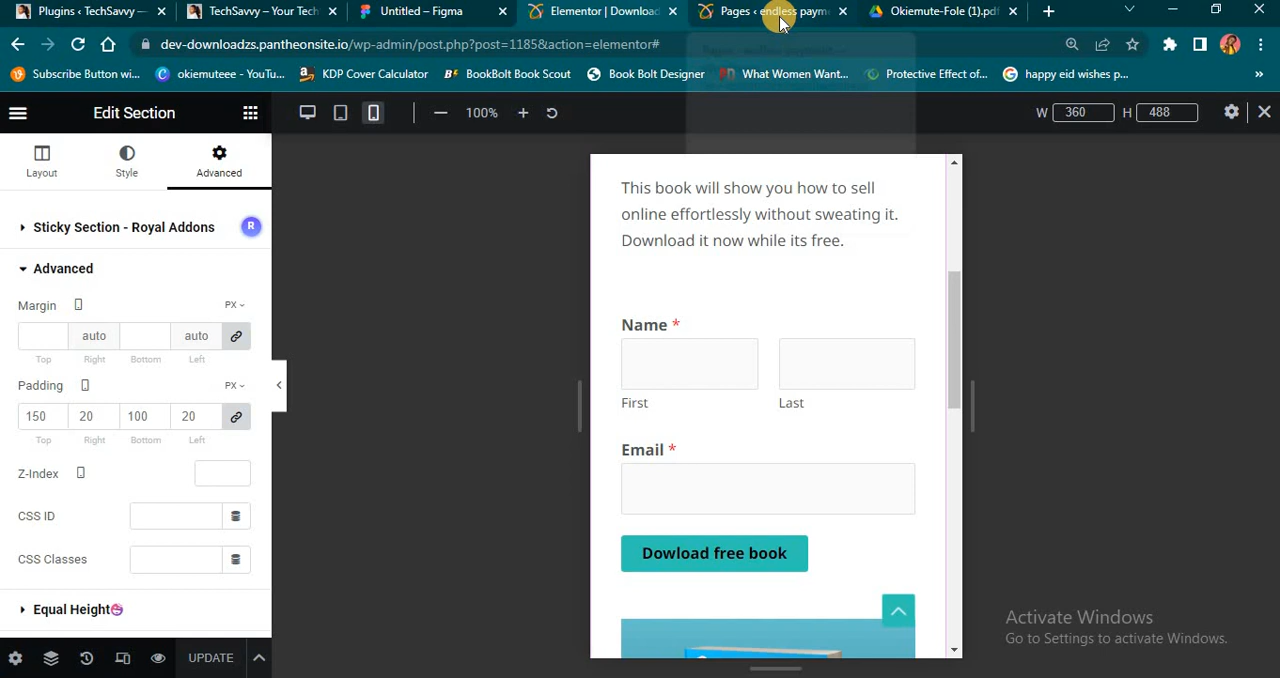 Plugins ‹ TechSavvy —
TechSavvy – Your Tech
Untitled – Figma
Elementor | Download
Pages ‹ endless payme
Okiemute-Fole (1).pdf
dev-downloadzs.pantheonsite.io/wp-admin/post.php?post=1185&action=elementor#
Subscribe Button wi...
okiemuteee - YouTu...
KDP Cover Calculator
BookBolt Book Scout
Book Bolt Designer
What Women Want...
Protective Effect of...
happy eid wishes p...
»
Edit Section
100%
W 360 H 488
Layout
Style
Advanced
Sticky Section - Royal Addons
R
Advanced
Margin
PX
auto
auto
Top Right Bottom Left
Padding
PX
150 20 100 20
Top Right Bottom Left
Z-Index
CSS ID
CSS Classes
Equal Height
UPDATE
This book will show you how to sell
online effortlessly without sweating it.
Download it now while its free.
Name *
First Last
Email *
Dowload free book
Activate Windows
Go to Settings to activate Windows.